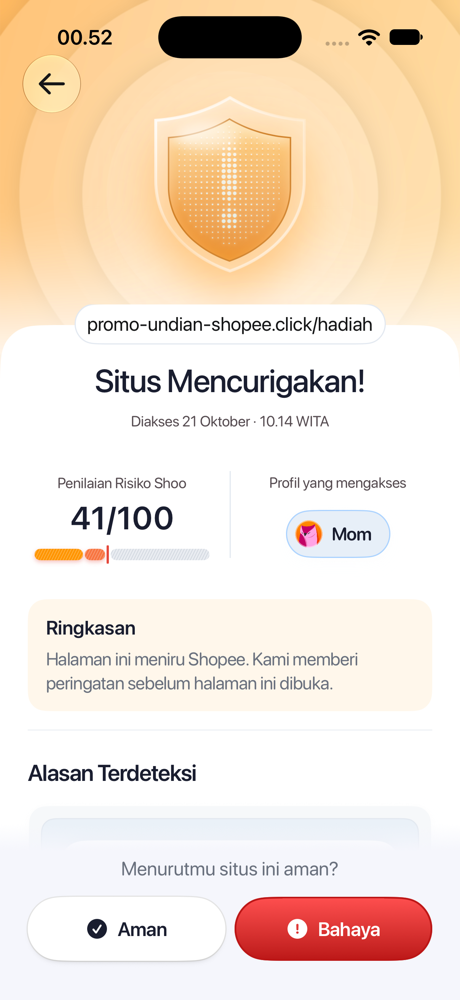 00.52
promo-undian-shopee.click/hadiah
Situs Mencurigakan!
Diakses 21 Oktober · 10.14 WITA
Penilaian Risiko Shoo
41/100
Profil yang mengakses
Mom
Ringkasan
Halaman ini meniru Shopee. Kami memberi
peringatan sebelum halaman ini dibuka.
Alasan Terdeteksi
Menurutmu situs ini aman?
Aman
Bahaya